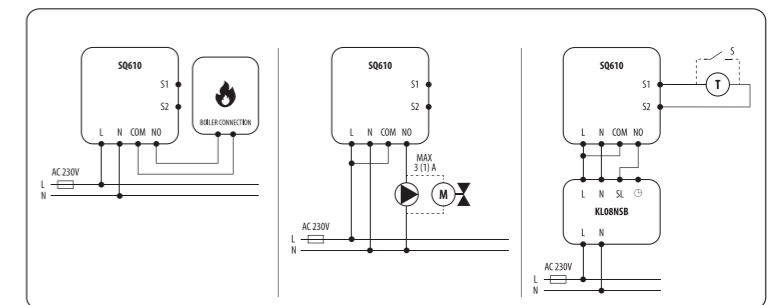 SQ610
S1
S2
L N COM NO
BOILER CONNECTION
AC 230V
L
N
SQ610
S1
S2
L N COM NO
MAX
3 (1) A
M
AC 230V
L
N
SQ610
S1
S2
L N COM NO
S
T
L N SL
KL08NSB
L N
AC 230V
L
N